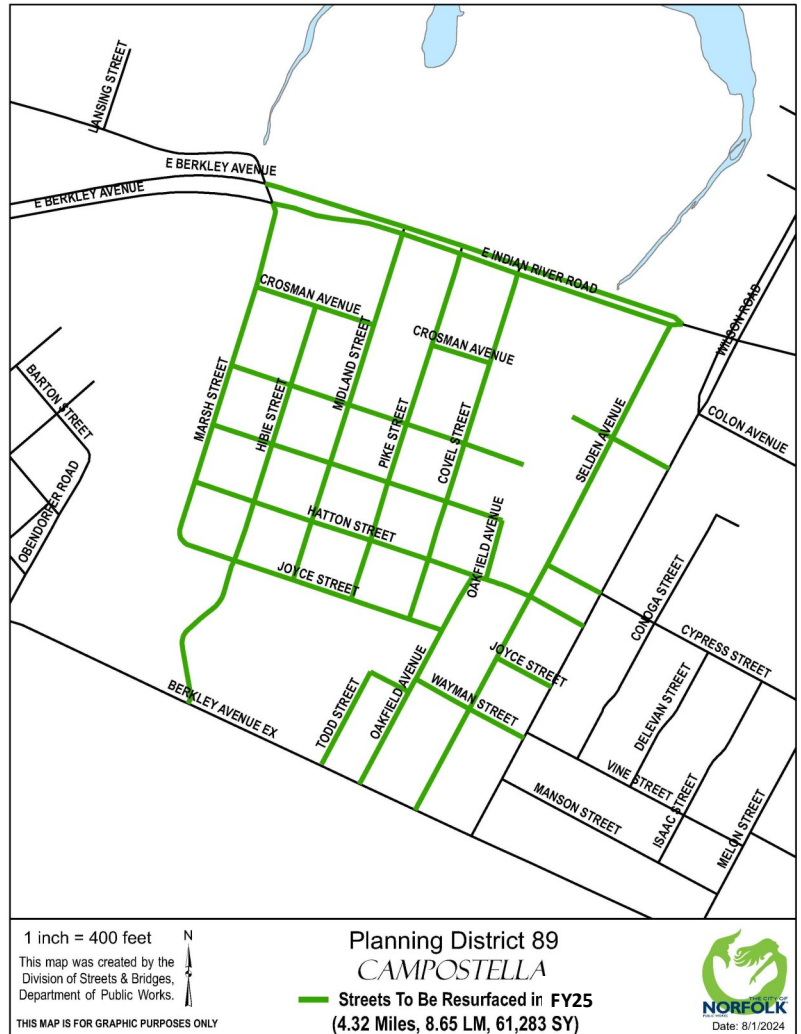 LANSING STREET
E BERKLEY AVENUE
E BERKLEY AVENUE
E INDIAN RIVER ROAD
CROSMAN AVENUE
WILSON ROAD
MIDLAND STREET
CROSMAN AVENUE
BARTON STREET
MARSH STREET
HIBIE STREET
PIKE STREET
COVEL STREET
SELDEN AVENUE
COLON AVENUE
OBENDORFER ROAD
HATTON STREET
OAKFIELD AVENUE
JOYCE STREET
CONOGA STREET
CYPRESS STREET
JOYCE STREET
BERKLEY AVENUE EX
TODD STREET
OAKFIELD AVENUE
WAYMAN STREET
DELEVAN STREET
VINE STREET
MANSON STREET
ISAAC STREET
MELON STREET
1 inch = 400 feet
N
This map was created by the
Division of Streets & Bridges,
Department of Public Works.
THIS MAP IS FOR GRAPHIC PURPOSES ONLY
Planning District 89
CAMPOSTELLA
Streets To Be Resurfaced in FY25
(4.32 Miles, 8.65 LM, 61,283 SY)
THE CITY OF
NORFOLK
PUBLIC WORKS
Date: 8/1/2024